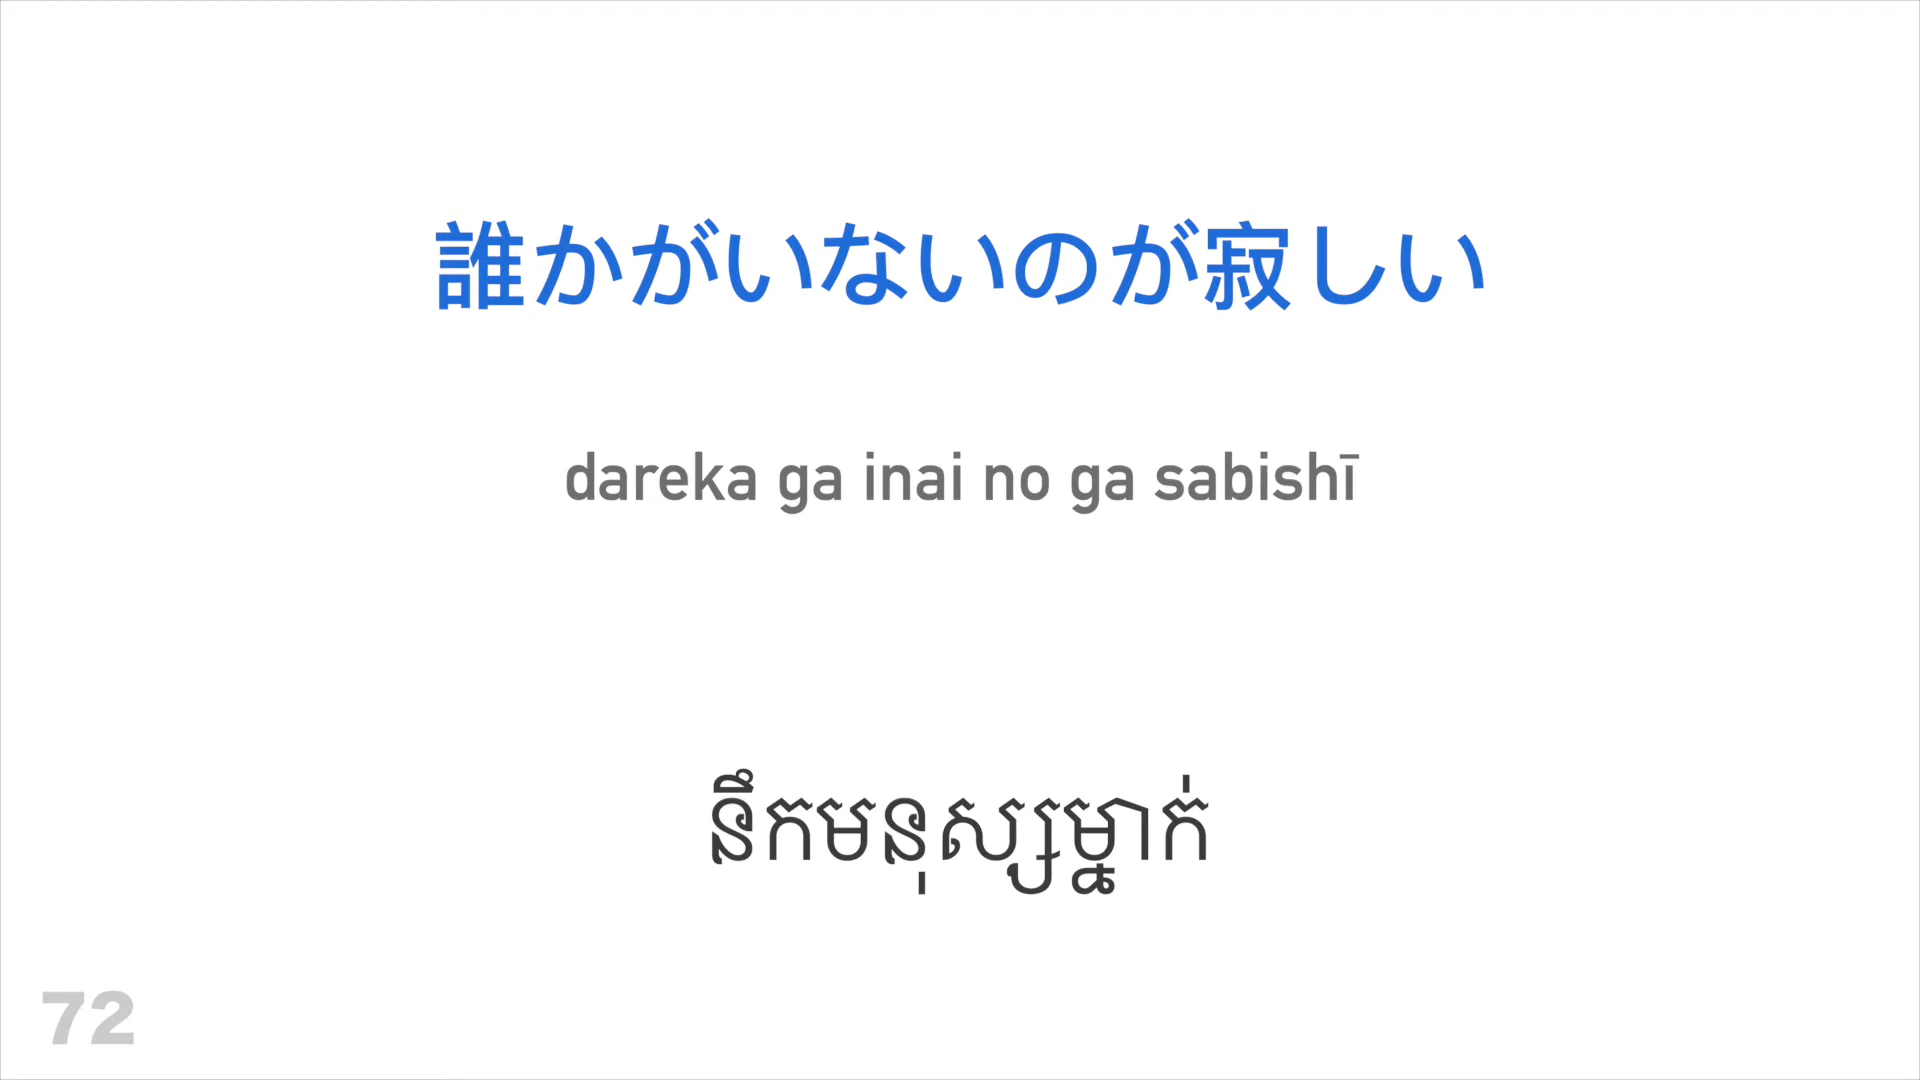 誰かがいないのが寂しい
dareka ga inai no ga sabishī
នឹកមនុស្សម្នាក់
72